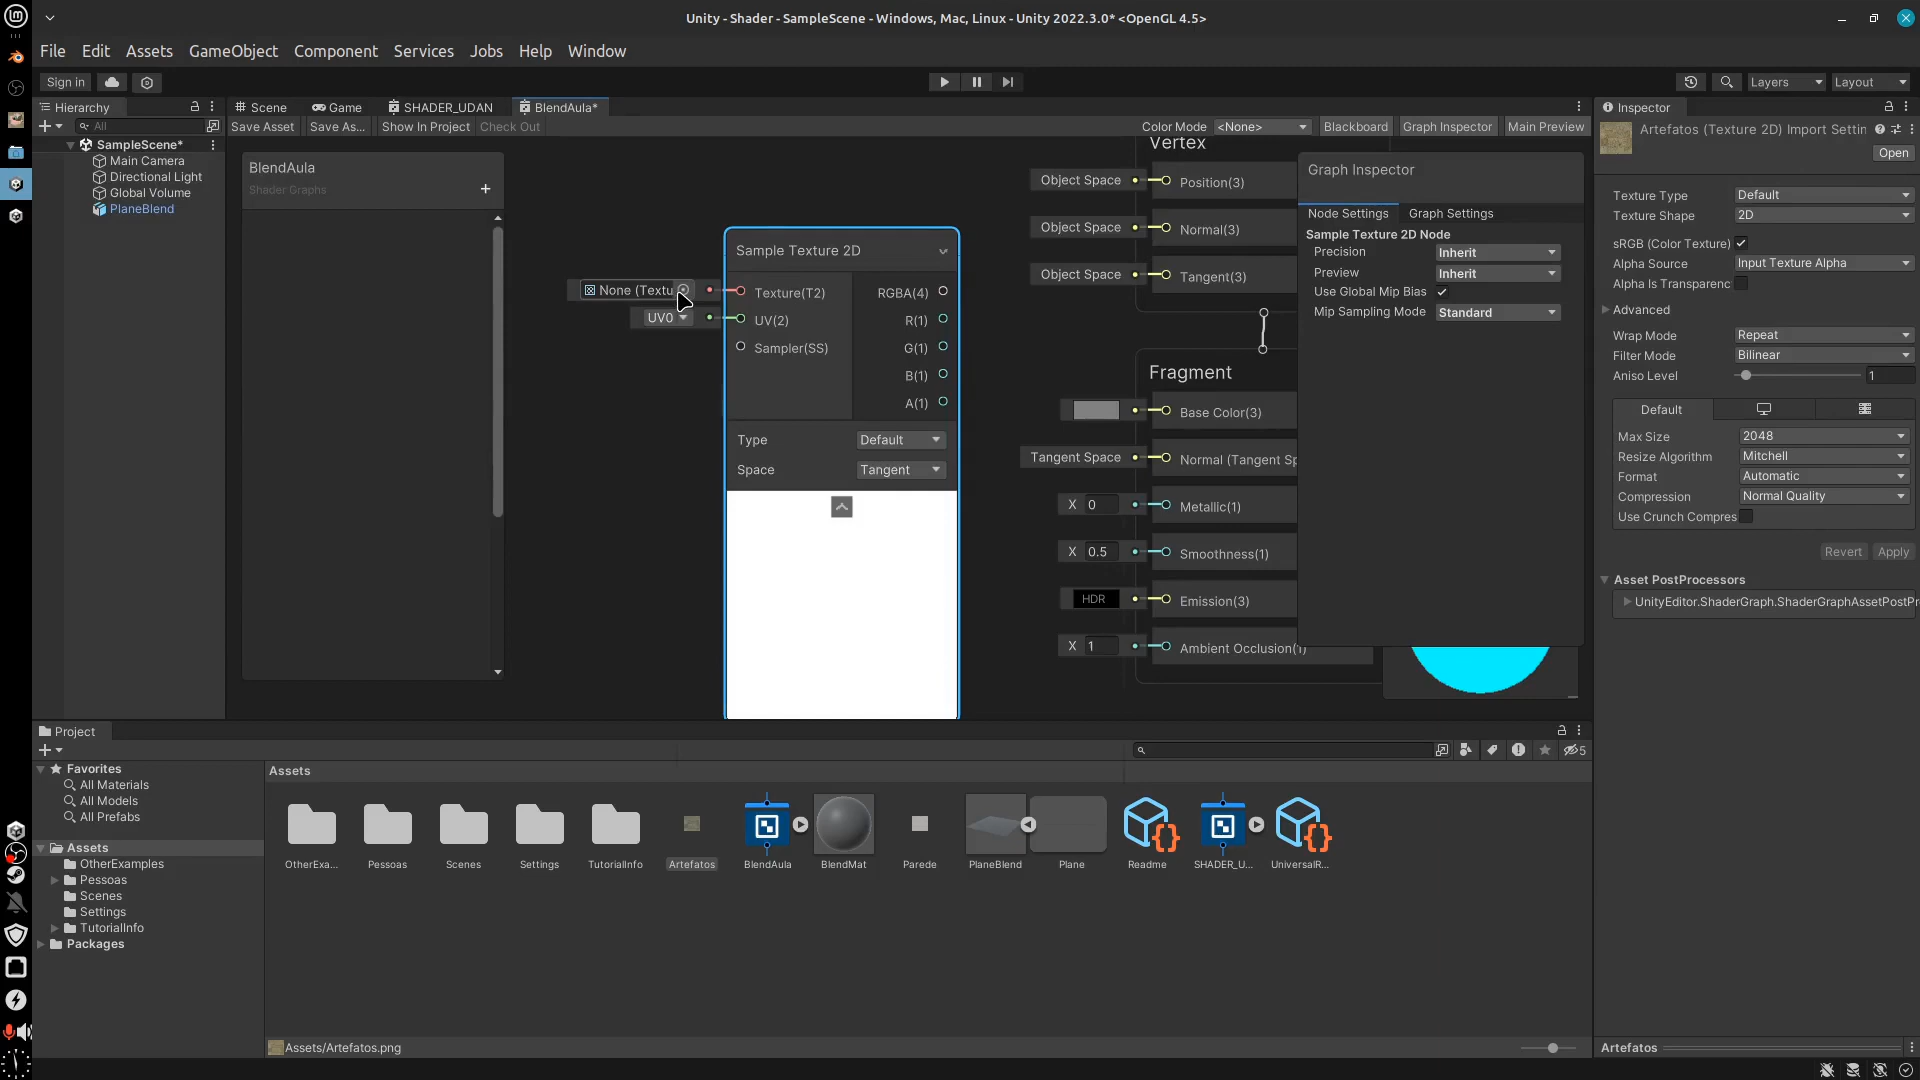 Unity - Shader - SampleScene - Windows, Mac, Linux - Unity 2022.3.0* <OpenGL 4.5>
File Edit Assets GameObject Component Services Jobs Help Window
Sign in
Layers Layout
Hierarchy
All
SampleScene*
Main Camera
Directional Light
Global Volume
PlaneBlend
Scene Game SHADER_UDAN BlendAula*
Save Asset Save As... Show In Project Check Out
Color Mode <None> Blackboard Graph Inspector Main Preview
BlendAula
Shader Graphs
Sample Texture 2D
None (Textu
Texture(T2) RGBA(4)
UV0 UV(2) R(1)
Sampler(SS) G(1)
B(1)
A(1)
Type Default
Space Tangent
Vertex
Object Space Position(3)
Object Space Normal(3)
Object Space Tangent(3)
Fragment
Base Color(3)
Tangent Space Normal (Tangent Sp
X 0 Metallic(1)
X 0.5 Smoothness(1)
HDR Emission(3)
X 1 Ambient Occlusion(1)
Graph Inspector
Node Settings Graph Settings
Sample Texture 2D Node
Precision Inherit
Preview Inherit
Use Global Mip Bias
Mip Sampling Mode Standard
Inspector
Artefatos (Texture 2D) Import Settin
Open
Texture Type Default
Texture Shape 2D
sRGB (Color Texture)
Alpha Source Input Texture Alpha
Alpha Is Transparenc
Advanced
Wrap Mode Repeat
Filter Mode Bilinear
Aniso Level 1
Default
Max Size 2048
Resize Algorithm Mitchell
Format Automatic
Compression Normal Quality
Use Crunch Compres
Revert Apply
Asset PostProcessors
UnityEditor.ShaderGraph.ShaderGraphAssetPostPr
Project
5
Favorites
All Materials
All Models
All Prefabs
Assets
OtherExamples
Pessoas
Scenes
Settings
TutorialInfo
Packages
Assets
OtherExa... Pessoas Scenes Settings TutorialInfo Artefatos BlendAula BlendMat Parede PlaneBlend Plane Readme SHADER_U... UniversalR...
Assets/Artefatos.png
Artefatos